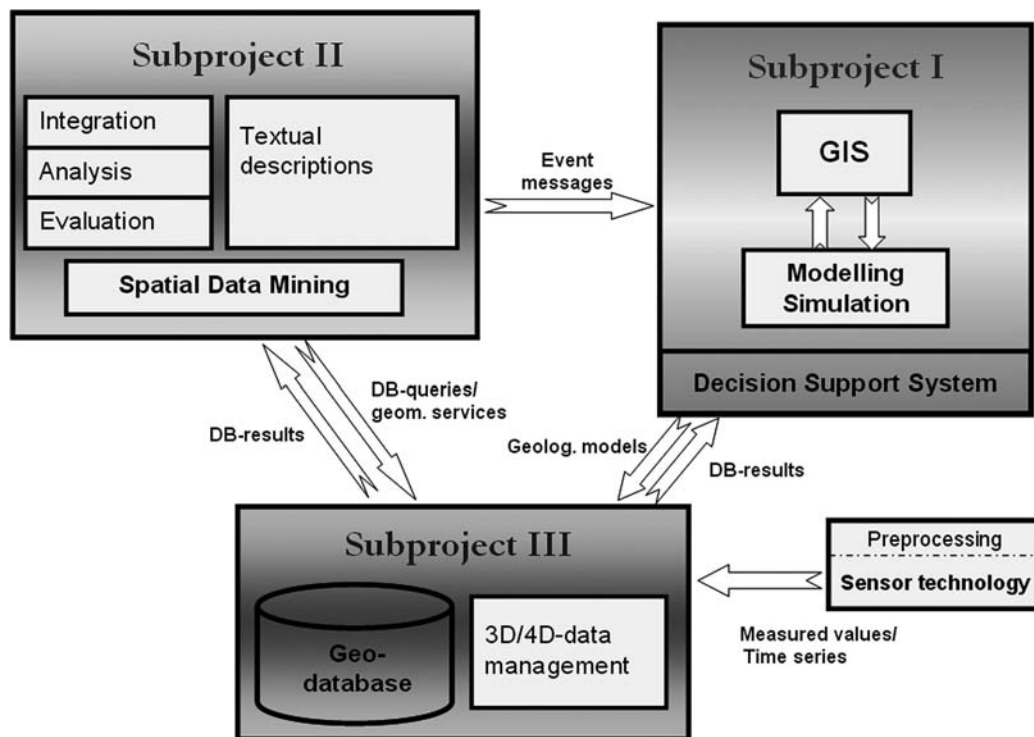 Subproject II
Integration
Analysis
Evaluation
Textual
descriptions
Spatial Data Mining
Event
messages
Subproject I
GIS
Modelling
Simulation
Decision Support System
DB-queries/
geom. services
DB-results
Geolog. models
DB-results
Subproject III
Geo-
database
3D/4D-data
management
Preprocessing
Sensor technology
Measured values/
Time series